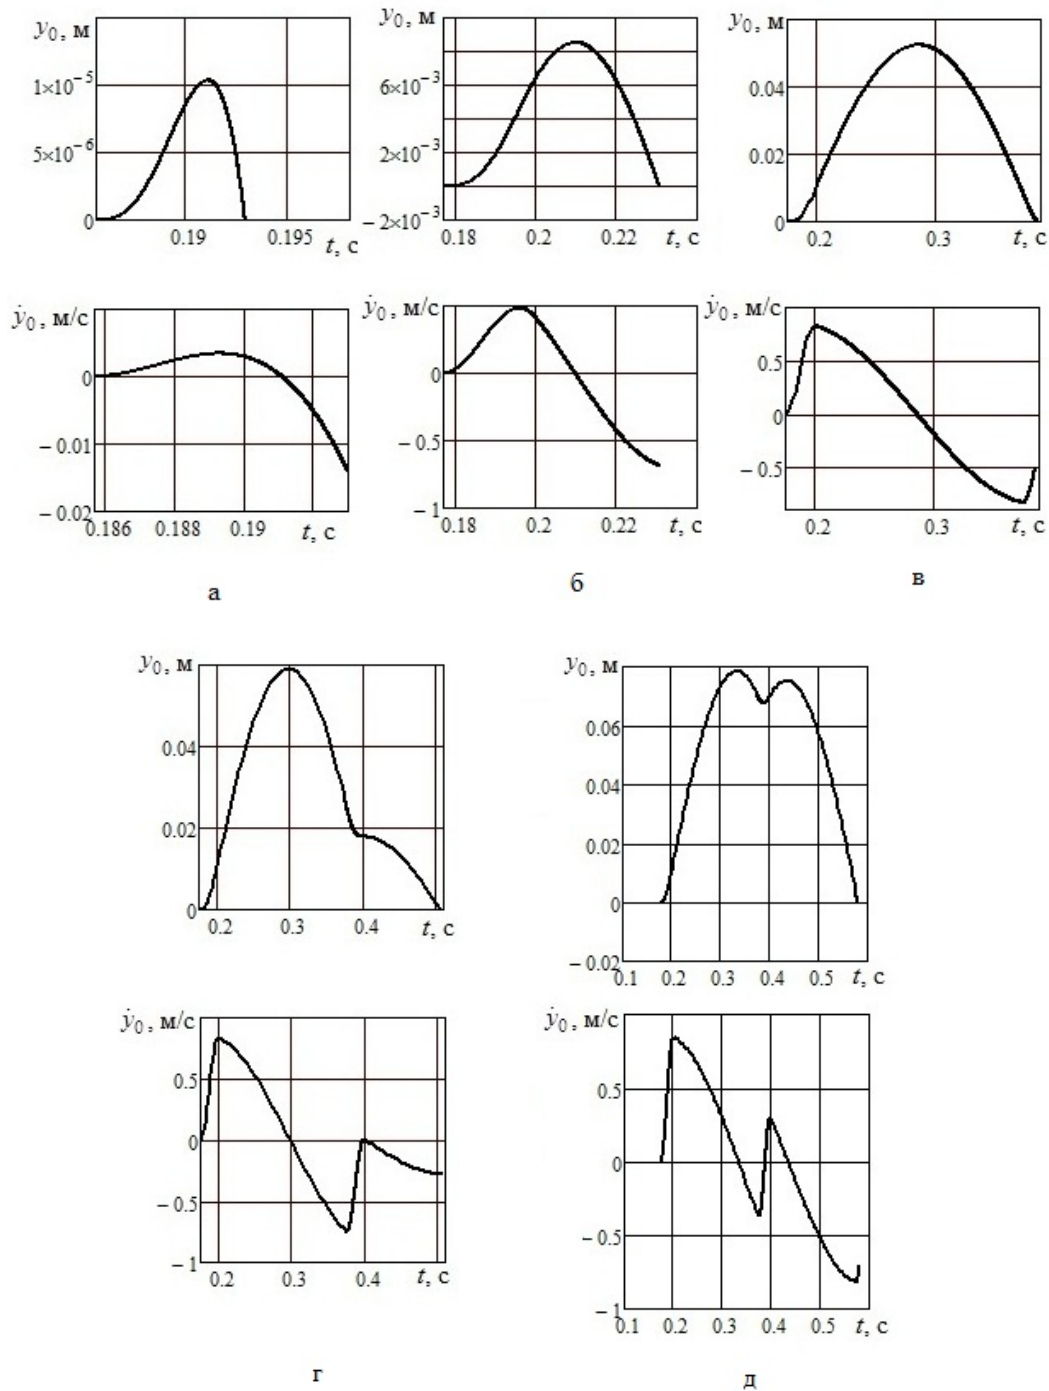 y₀, м
1×10⁻⁵
5×10⁻⁶
0
0.19 0.195 t, с
y₀, м
6×10⁻³
2×10⁻³
– 2×10⁻³
0.18 0.2 0.22 t, с
y₀, м
0.04
0.02
0
0.2 0.3 t, с
ẏ₀, м/с
0
– 0.01
– 0.02
0.186 0.188 0.19 t, с
а
ẏ₀, м/с
0
– 0.5
– 1
0.18 0.2 0.22 t, с
б
ẏ₀, м/с
0.5
0
– 0.5
0.2 0.3 t, с
в
y₀, м
0.04
0.02
0
0.2 0.3 0.4 t, с
y₀, м
0.06
0.04
0.02
0
– 0.02
0.1 0.2 0.3 0.4 0.5 t, с
ẏ₀, м/с
0.5
0
– 0.5
– 1
0.2 0.3 0.4 t, с
г
ẏ₀, м/с
0.5
0
– 0.5
– 1
0.1 0.2 0.3 0.4 0.5 t, с
д